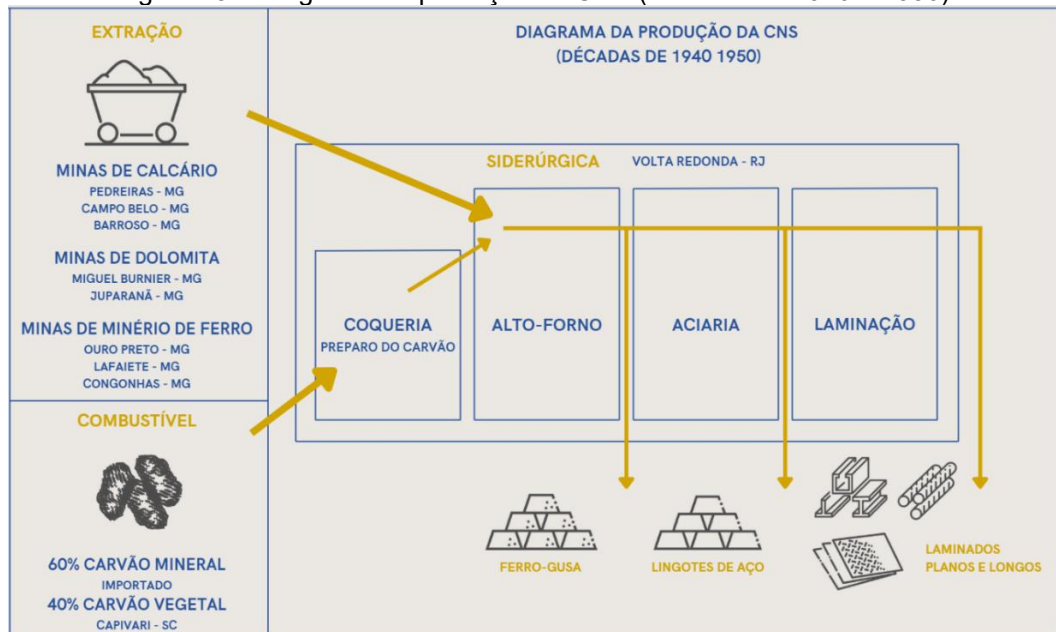 EXTRAÇÃO
MINAS DE CALCÁRIO
PEDREIRAS - MG
CAMPO BELO - MG
BARROSO - MG
MINAS DE DOLOMITA
MIGUEL BURNIER - MG
JUPARANÃ - MG
MINAS DE MINÉRIO DE FERRO
OURO PRETO - MG
LAFAIETE - MG
CONGONHAS - MG
COMBUSTÍVEL
60% CARVÃO MINERAL
IMPORTADO
40% CARVÃO VEGETAL
CAPIVARI - SC
DIAGRAMA DA PRODUÇÃO DA CNS
(DÉCADAS DE 1940 1950)
SIDERÚRGICA VOLTA REDONDA - RJ
COQUERIA
PREPARO DO CARVÃO
ALTO-FORNO
ACIARIA
LAMINAÇÃO
FERRO-GUSA
LINGOTES DE AÇO
LAMINADOS
PLANOS E LONGOS